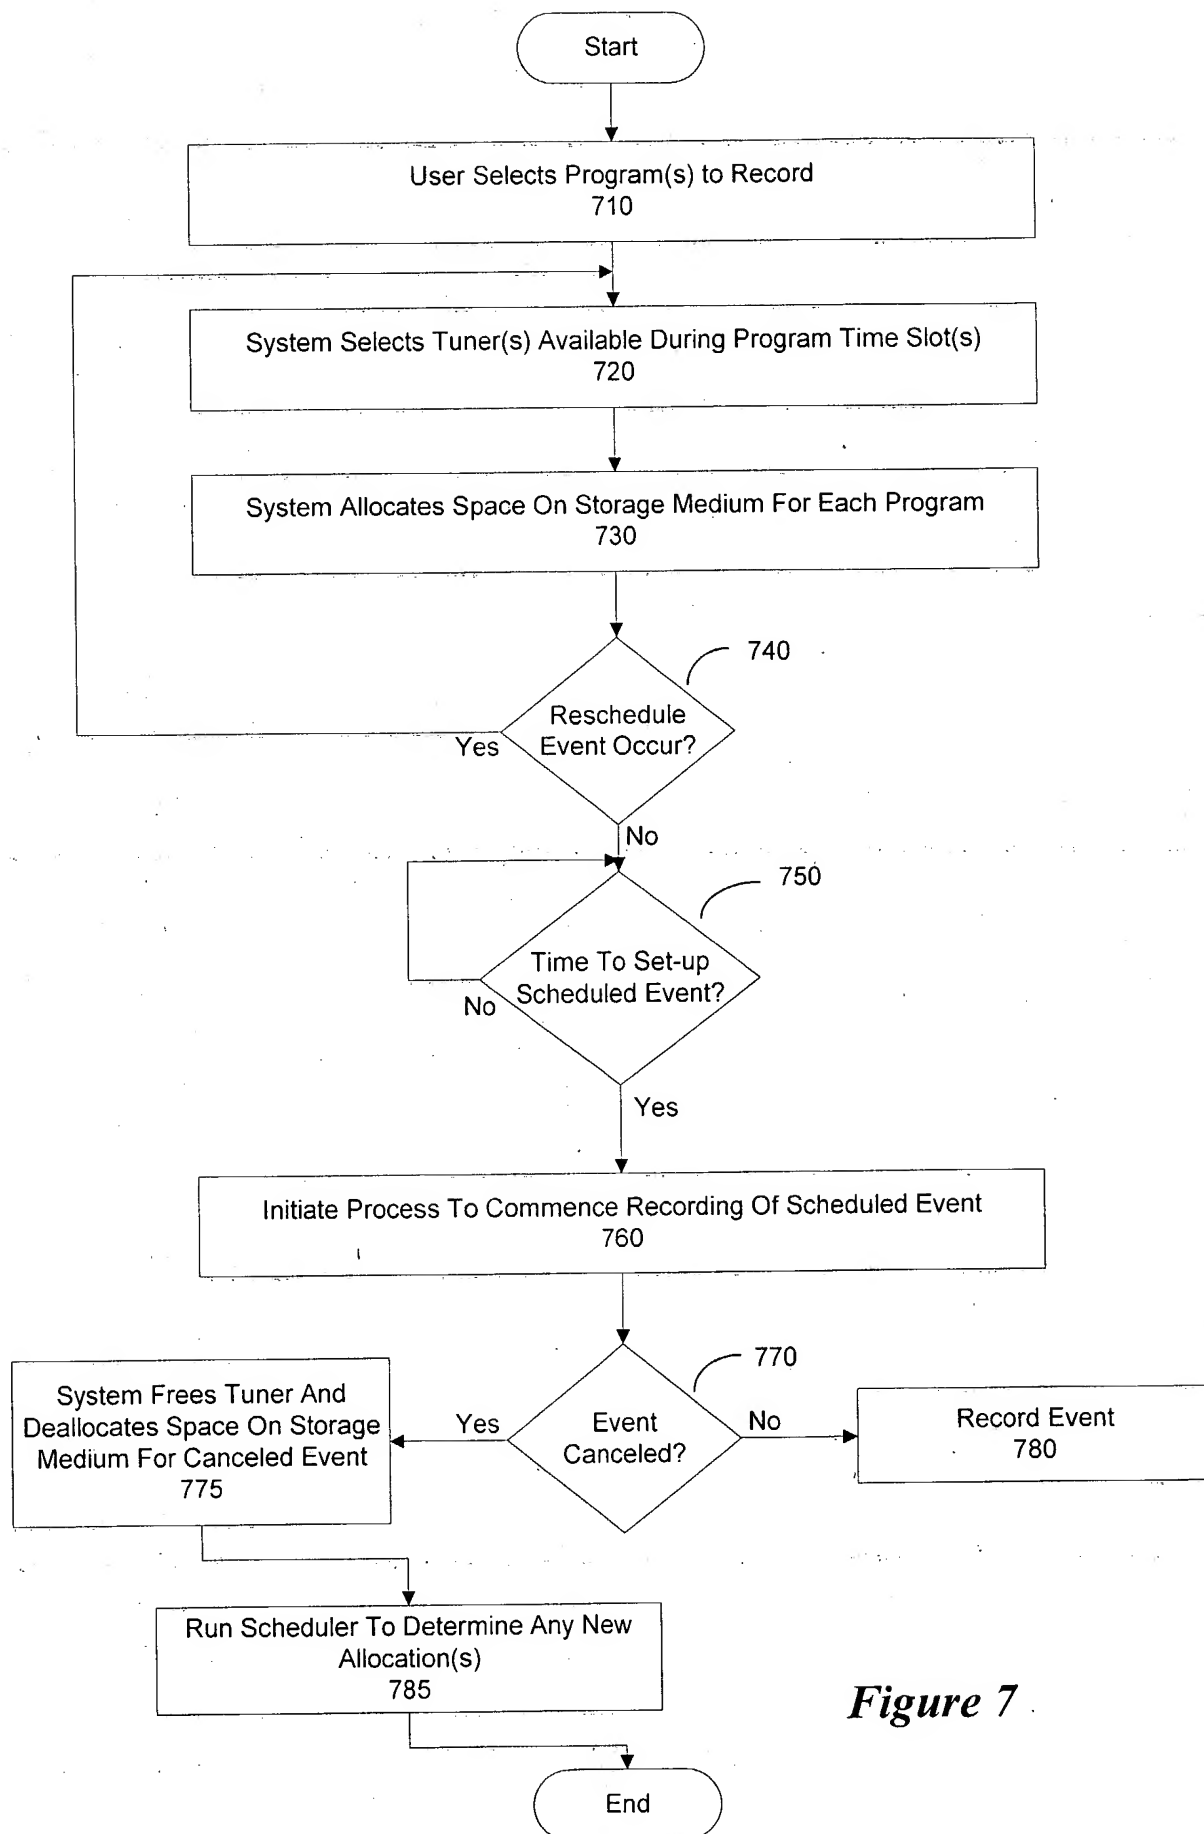 Start
User Selects Program(s) to Record
710
System Selects Tuner(s) Available During Program Time Slot(s)
720
System Allocates Space On Storage Medium For Each Program
730
740
Reschedule
Event Occur?
Yes
No
750
Time To Set-up
Scheduled Event?
No
Yes
Initiate Process To Commence Recording Of Scheduled Event
760
770
System Frees Tuner And
Deallocates Space On Storage
Medium For Canceled Event
775
Yes
Event
Canceled?
No
Record Event
780
Run Scheduler To Determine Any New
Allocation(s)
785
Figure 7
End